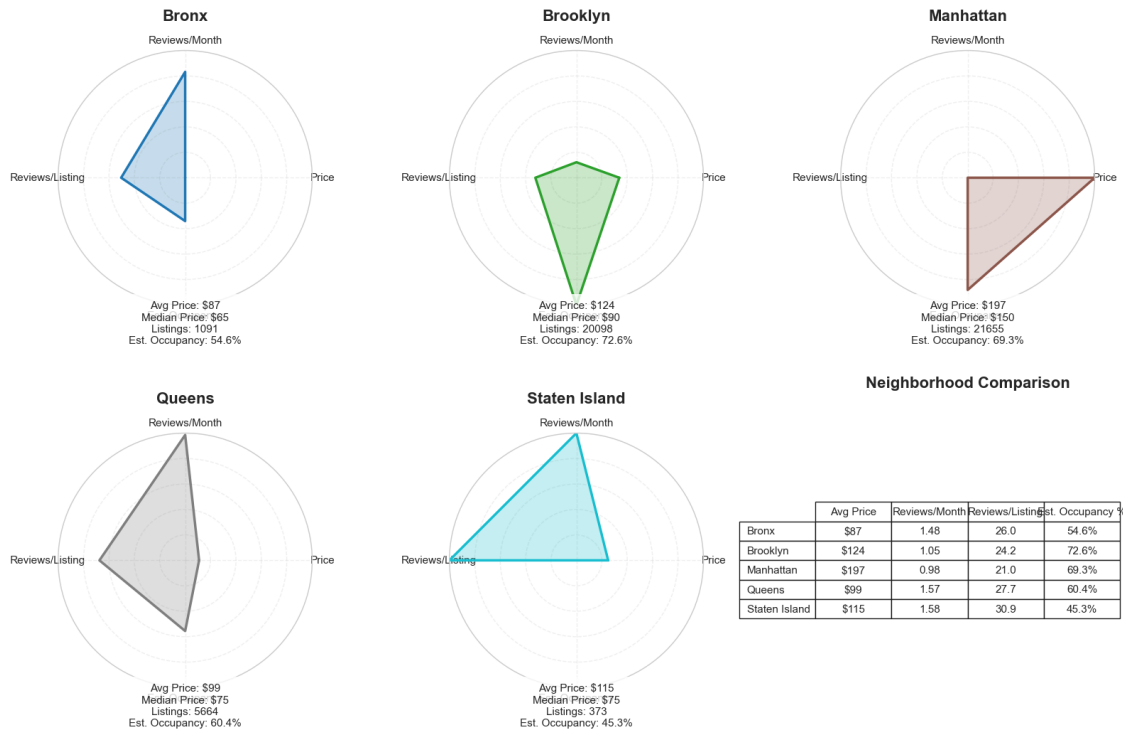 Bronx
Reviews/Month
Reviews/Listing
Price
Avg Price: $87
Median Price: $65
Listings: 1091
Est. Occupancy: 54.6%
Brooklyn
Reviews/Month
Reviews/Listing
Price
Avg Price: $124
Median Price: $90
Listings: 20098
Est. Occupancy: 72.6%
Manhattan
Reviews/Month
Reviews/Listing
Price
Avg Price: $197
Median Price: $150
Listings: 21655
Est. Occupancy: 69.3%
Queens
Reviews/Month
Reviews/Listing
Price
Avg Price: $99
Median Price: $75
Listings: 5664
Est. Occupancy: 60.4%
Staten Island
Reviews/Month
Reviews/Listing
Price
Avg Price: $115
Median Price: $75
Listings: 373
Est. Occupancy: 45.3%
Neighborhood Comparison
Avg Price Reviews/Month Reviews/Listing Est. Occupancy %
Bronx $87 1.48 26.0 54.6%
Brooklyn $124 1.05 24.2 72.6%
Manhattan $197 0.98 21.0 69.3%
Queens $99 1.57 27.7 60.4%
Staten Island $115 1.58 30.9 45.3%